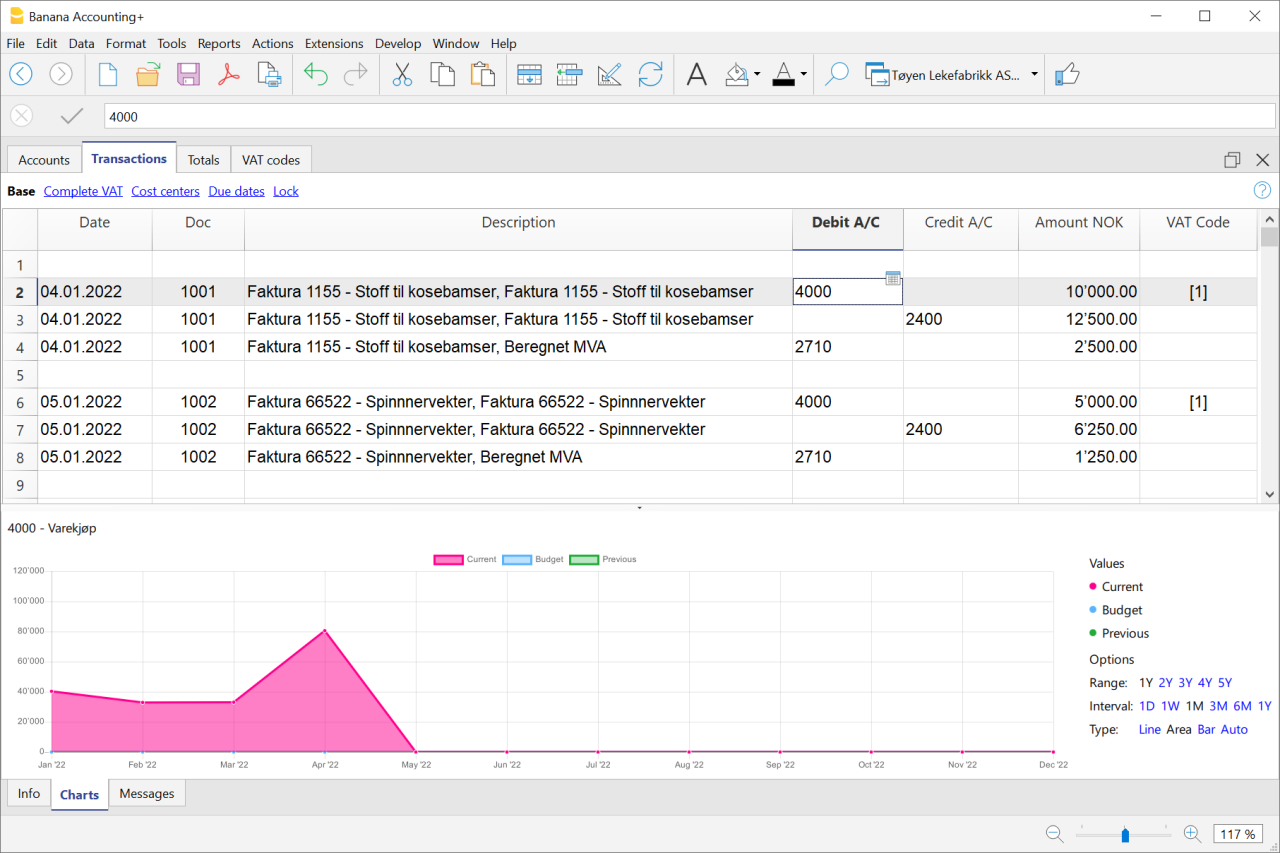 Banana Accounting+
File Edit Data Format Tools Reports Actions Extensions Develop Window Help
A A Tøyen Lekefabrikk AS...
4000
Accounts Transactions Totals VAT codes
Base Complete VAT Cost centers Due dates Lock ?
Date Doc Description Debit A/C Credit A/C Amount NOK VAT Code
1
2 04.01.2022 1001 Faktura 1155 - Stoff til kosebamser, Faktura 1155 - Stoff til kosebamser 4000 10'000.00 [1]
3 04.01.2022 1001 Faktura 1155 - Stoff til kosebamser, Faktura 1155 - Stoff til kosebamser 2400 12'500.00
4 04.01.2022 1001 Faktura 1155 - Stoff til kosebamser, Beregnet MVA 2710 2'500.00
5
6 05.01.2022 1002 Faktura 66522 - Spinnnervekter, Faktura 66522 - Spinnnervekter 4000 5'000.00 [1]
7 05.01.2022 1002 Faktura 66522 - Spinnnervekter, Faktura 66522 - Spinnnervekter 2400 6'250.00
8 05.01.2022 1002 Faktura 66522 - Spinnnervekter, Beregnet MVA 2710 1'250.00
9
4000 - Varekjøp
Current Budget Previous
120'000
100'000
80'000
60'000
40'000
20'000
0
Jan '22 Feb '22 Mar '22 Apr '22 May '22 Jun '22 Jul '22 Aug '22 Sep '22 Oct '22 Nov '22 Dec '22
Values
Current
Budget
Previous
Options
Range: 1Y 2Y 3Y 4Y 5Y
Interval: 1D 1W 1M 3M 6M 1Y
Type: Line Area Bar Auto
Info Charts Messages
117 %